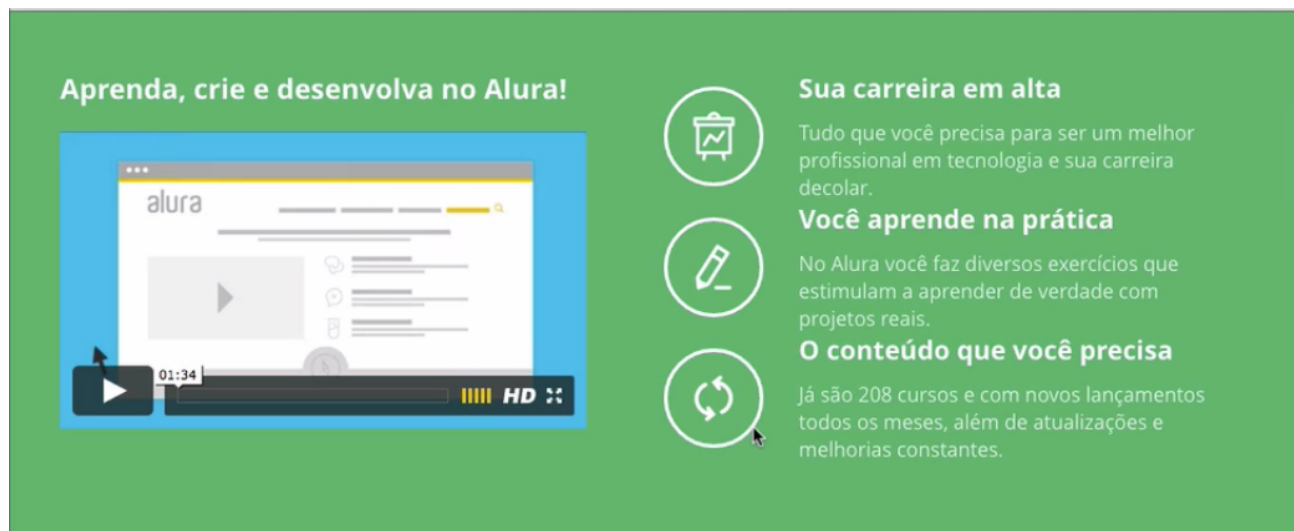 Aprenda, crie e desenvolva no Alura!
alura
01:34
HD
Sua carreira em alta
Tudo que você precisa para ser um melhor
profissional em tecnologia e sua carreira
decolar.
Você aprende na prática
No Alura você faz diversos exercícios que
estimulam a aprender de verdade com
projetos reais.
O conteúdo que você precisa
Já são 208 cursos e com novos lançamentos
todos os meses, além de atualizações e
melhorias constantes.